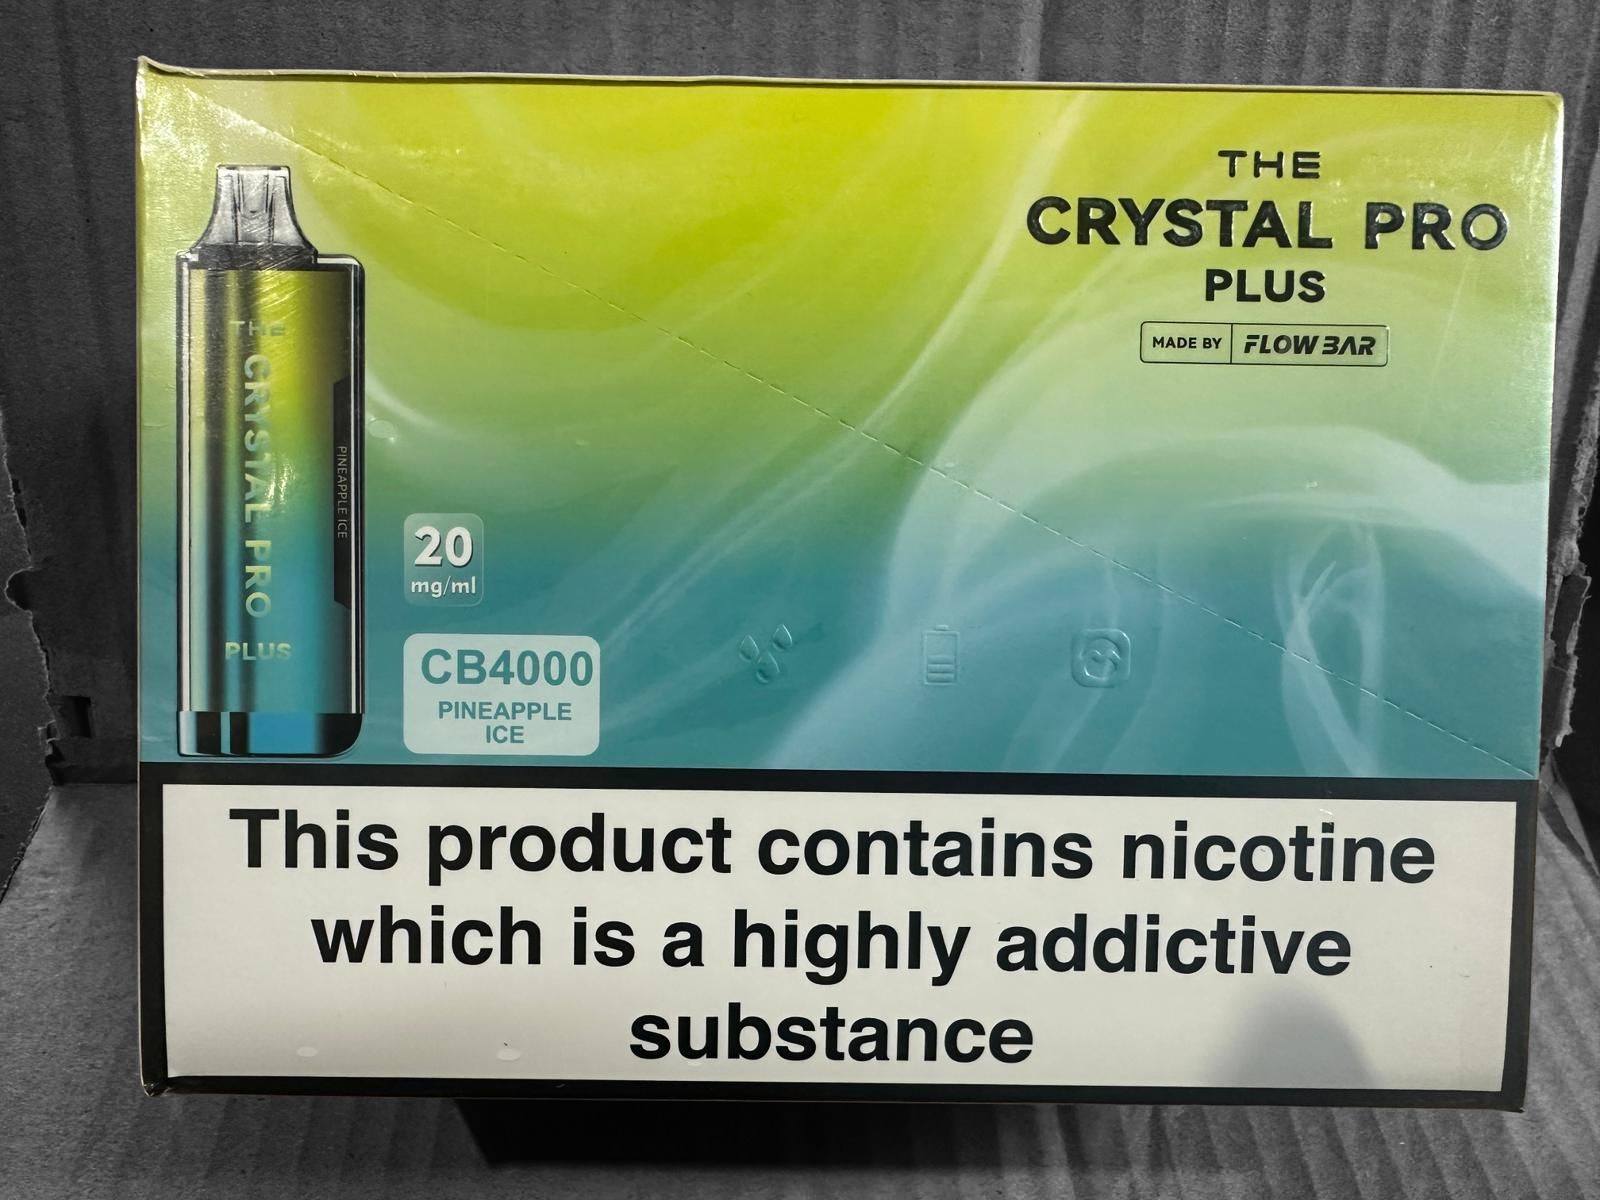 THE
CRYSTAL PRO
PLUS
MADE BY FLOW BAR
THE CRYSTAL PRO
PLUS
PINEAPPLE ICE
20
mg/ml
CB4000
PINEAPPLE
ICE
This product contains nicotine
which is a highly addictive
substance